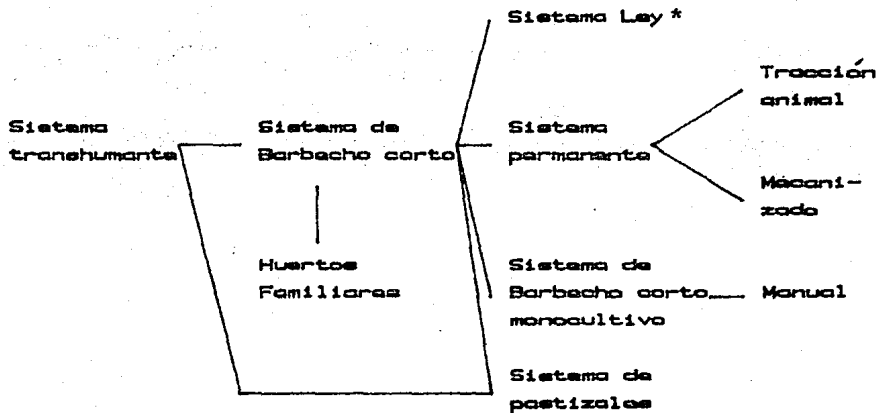 Sistema Ley *
Tracción
animal
Sistema
transhumante
Sistema de
Barbecho corto
Sistema
permanente
Mecani-
zado
Huertos
Familiares
Sistema de
Barbecho corto
monocultivo
Manual
Sistema de
pastizales